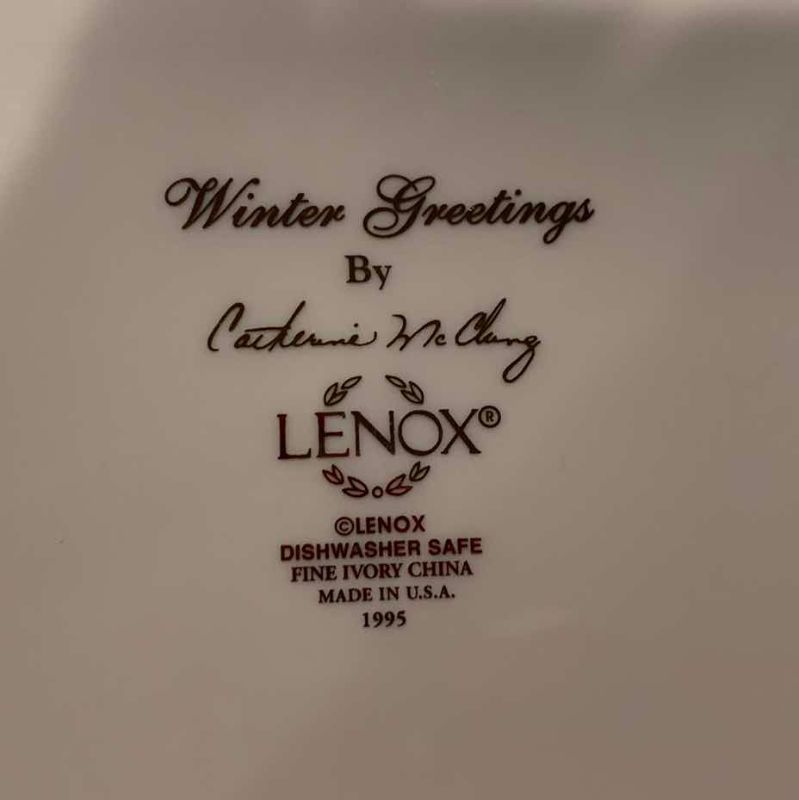 Winter Greetings
By
Catherine McClung
LENOX®
©LENOX
DISHWASHER SAFE
FINE IVORY CHINA
MADE IN U.S.A.
1995